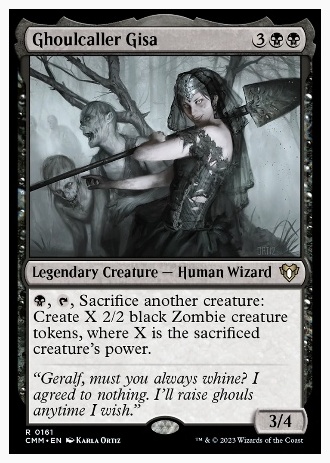 Ghoulcaller Gisa 3
Legendary Creature — Human Wizard
, , Sacrifice another creature:
Create X 2/2 black Zombie creature
tokens, where X is the sacrificed
creature's power.
"Geralf, must you always whine? I
agreed to nothing. I'll raise ghouls
anytime I wish."
3/4
R 0161
CMM • EN Karla Ortiz
™ & © 2023 Wizards of the Coast